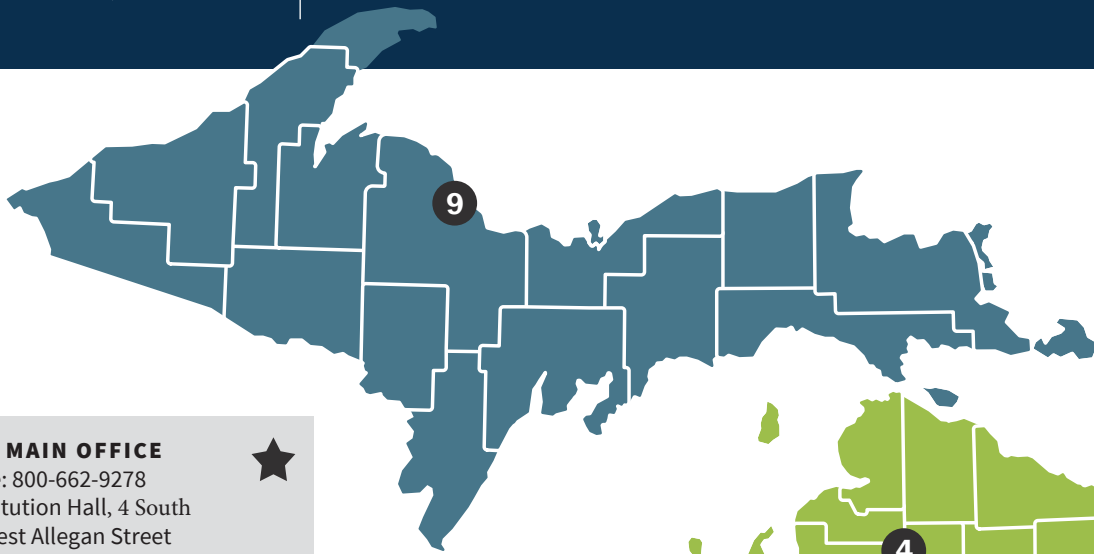 9
MAIN OFFICE
: 800-662-9278
tution Hall, 4 South
est Allegan Street
4